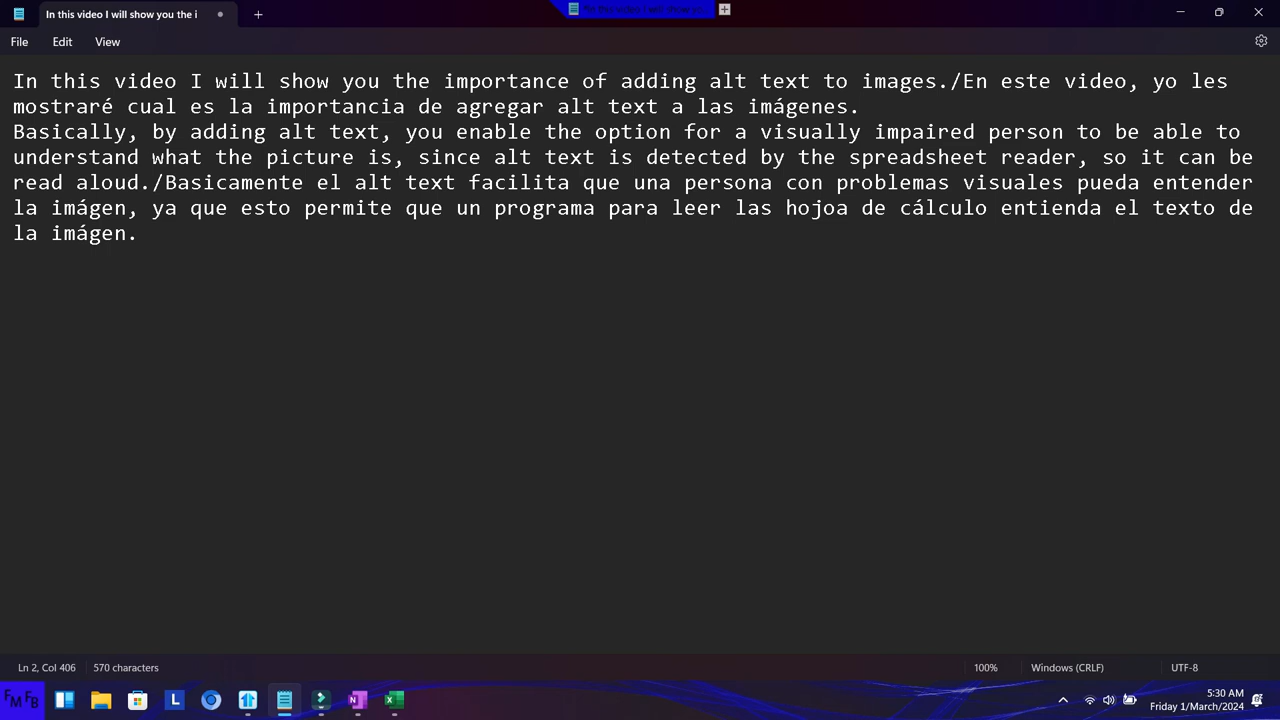 In this video I will show you the i
File
Edit
View
In this video I will show you the importance of adding alt text to images./En este video, yo les
mostraré cual es la importancia de agregar alt text a las imágenes.
Basically, by adding alt text, you enable the option for a visually impaired person to be able to
understand what the picture is, since alt text is detected by the spreadsheet reader, so it can be
read aloud./Basicamente el alt text facilita que una persona con problemas visuales pueda entender
la imágen, ya que esto permite que un programa para leer las hojoa de cálculo entienda el texto de
la imágen.
Ln 2, Col 406
570 characters
100%
Windows (CRLF)
UTF-8
FM FB
L
N
5:30 AM
Friday 1/March/2024